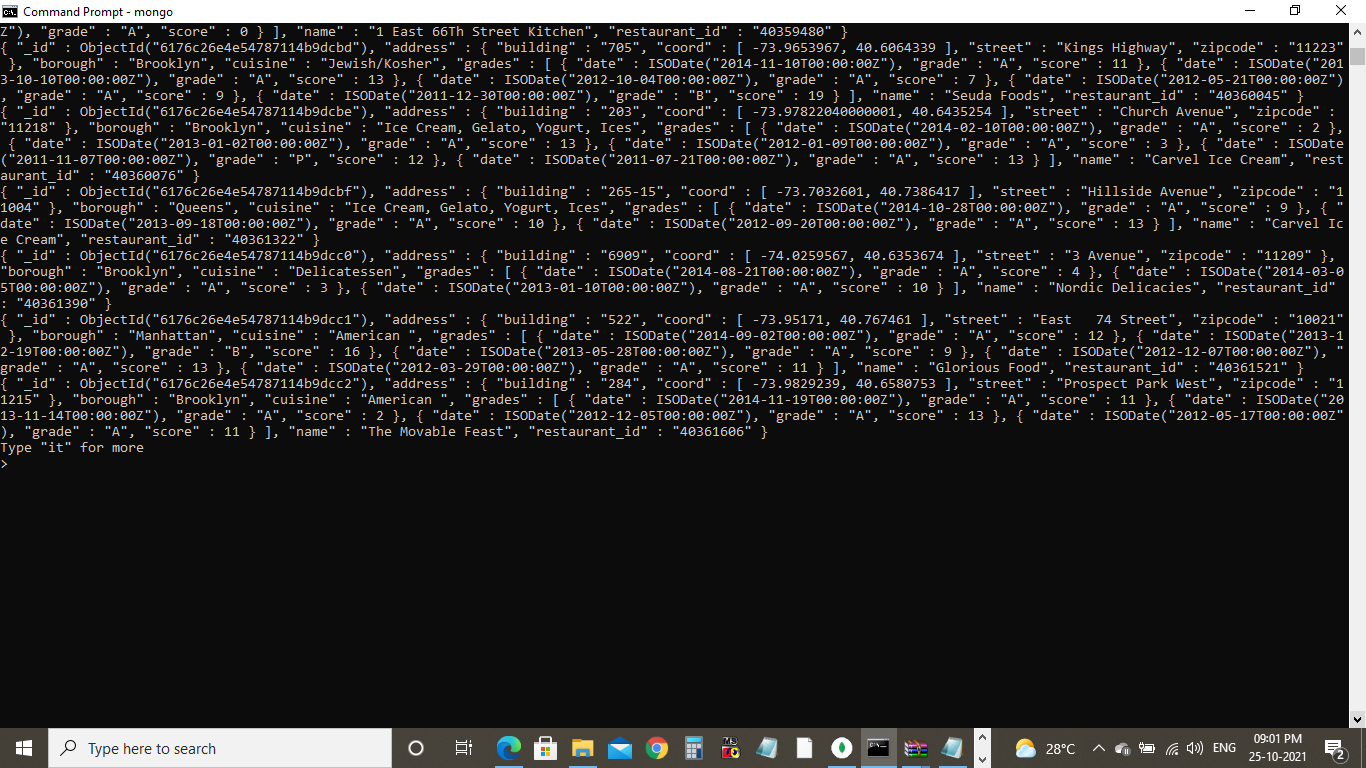 Command Prompt - mongo
Z"), "grade" : "A", "score" : 0 } ], "name" : "1 East 66Th Street Kitchen", "restaurant_id" : "40359480" }
{ "_id" : ObjectId("6176c26e4e54787114b9dcbd"), "address" : { "building" : "705", "coord" : [ -73.9653967, 40.6064339 ], "street" : "Kings Highway", "zipcode" : "11223"
 }, "borough" : "Brooklyn", "cuisine" : "Jewish/Kosher", "grades" : [ { "date" : ISODate("2014-11-10T00:00:00Z"), "grade" : "A", "score" : 11 }, { "date" : ISODate("201
3-10-10T00:00:00Z"), "grade" : "A", "score" : 13 }, { "date" : ISODate("2012-10-04T00:00:00Z"), "grade" : "A", "score" : 7 }, { "date" : ISODate("2012-05-21T00:00:00Z")
, "grade" : "A", "score" : 9 }, { "date" : ISODate("2011-12-30T00:00:00Z"), "grade" : "B", "score" : 19 } ], "name" : "Seuda Foods", "restaurant_id" : "40360045" }
{ "_id" : ObjectId("6176c26e4e54787114b9dcbe"), "address" : { "building" : "203", "coord" : [ -73.97822040000001, 40.6435254 ], "street" : "Church Avenue", "zipcode" :
"11218" }, "borough" : "Brooklyn", "cuisine" : "Ice Cream, Gelato, Yogurt, Ices", "grades" : [ { "date" : ISODate("2014-02-10T00:00:00Z"), "grade" : "A", "score" : 2 },
 { "date" : ISODate("2013-01-02T00:00:00Z"), "grade" : "A", "score" : 13 }, { "date" : ISODate("2012-01-09T00:00:00Z"), "grade" : "A", "score" : 3 }, { "date" : ISODate
("2011-11-07T00:00:00Z"), "grade" : "P", "score" : 12 }, { "date" : ISODate("2011-07-21T00:00:00Z"), "grade" : "A", "score" : 13 } ], "name" : "Carvel Ice Cream", "rest
aurant_id" : "40360076" }
{ "_id" : ObjectId("6176c26e4e54787114b9dcbf"), "address" : { "building" : "265-15", "coord" : [ -73.7032601, 40.7386417 ], "street" : "Hillside Avenue", "zipcode" : "1
1004" }, "borough" : "Queens", "cuisine" : "Ice Cream, Gelato, Yogurt, Ices", "grades" : [ { "date" : ISODate("2014-10-28T00:00:00Z"), "grade" : "A", "score" : 9 }, { "
date" : ISODate("2013-09-18T00:00:00Z"), "grade" : "A", "score" : 10 }, { "date" : ISODate("2012-09-20T00:00:00Z"), "grade" : "A", "score" : 13 } ], "name" : "Carvel Ic
e Cream", "restaurant_id" : "40361322" }
{ "_id" : ObjectId("6176c26e4e54787114b9dcc0"), "address" : { "building" : "6909", "coord" : [ -74.0259567, 40.6353674 ], "street" : "3 Avenue", "zipcode" : "11209" },
"borough" : "Brooklyn", "cuisine" : "Delicatessen", "grades" : [ { "date" : ISODate("2014-08-21T00:00:00Z"), "grade" : "A", "score" : 4 }, { "date" : ISODate("2014-03-0
5T00:00:00Z"), "grade" : "A", "score" : 3 }, { "date" : ISODate("2013-01-10T00:00:00Z"), "grade" : "A", "score" : 10 } ], "name" : "Nordic Delicacies", "restaurant_id"
: "40361390" }
{ "_id" : ObjectId("6176c26e4e54787114b9dcc1"), "address" : { "building" : "522", "coord" : [ -73.95171, 40.767461 ], "street" : "East   74 Street", "zipcode" : "10021"
 }, "borough" : "Manhattan", "cuisine" : "American ", "grades" : [ { "date" : ISODate("2014-09-02T00:00:00Z"), "grade" : "A", "score" : 12 }, { "date" : ISODate("2013-1
2-19T00:00:00Z"), "grade" : "B", "score" : 16 }, { "date" : ISODate("2013-05-28T00:00:00Z"), "grade" : "A", "score" : 9 }, { "date" : ISODate("2012-12-07T00:00:00Z"), "
grade" : "A", "score" : 13 }, { "date" : ISODate("2012-03-29T00:00:00Z"), "grade" : "A", "score" : 11 } ], "name" : "Glorious Food", "restaurant_id" : "40361521" }
{ "_id" : ObjectId("6176c26e4e54787114b9dcc2"), "address" : { "building" : "284", "coord" : [ -73.9829239, 40.6580753 ], "street" : "Prospect Park West", "zipcode" : "1
1215" }, "borough" : "Brooklyn", "cuisine" : "American ", "grades" : [ { "date" : ISODate("2014-11-19T00:00:00Z"), "grade" : "A", "score" : 11 }, { "date" : ISODate("20
13-11-14T00:00:00Z"), "grade" : "A", "score" : 2 }, { "date" : ISODate("2012-12-05T00:00:00Z"), "grade" : "A", "score" : 13 }, { "date" : ISODate("2012-05-17T00:00:00Z"
), "grade" : "A", "score" : 11 } ], "name" : "The Movable Feast", "restaurant_id" : "40361606" }
Type "it" for more
>
Type here to search
28°C
ENG
09:01 PM
25-10-2021
2